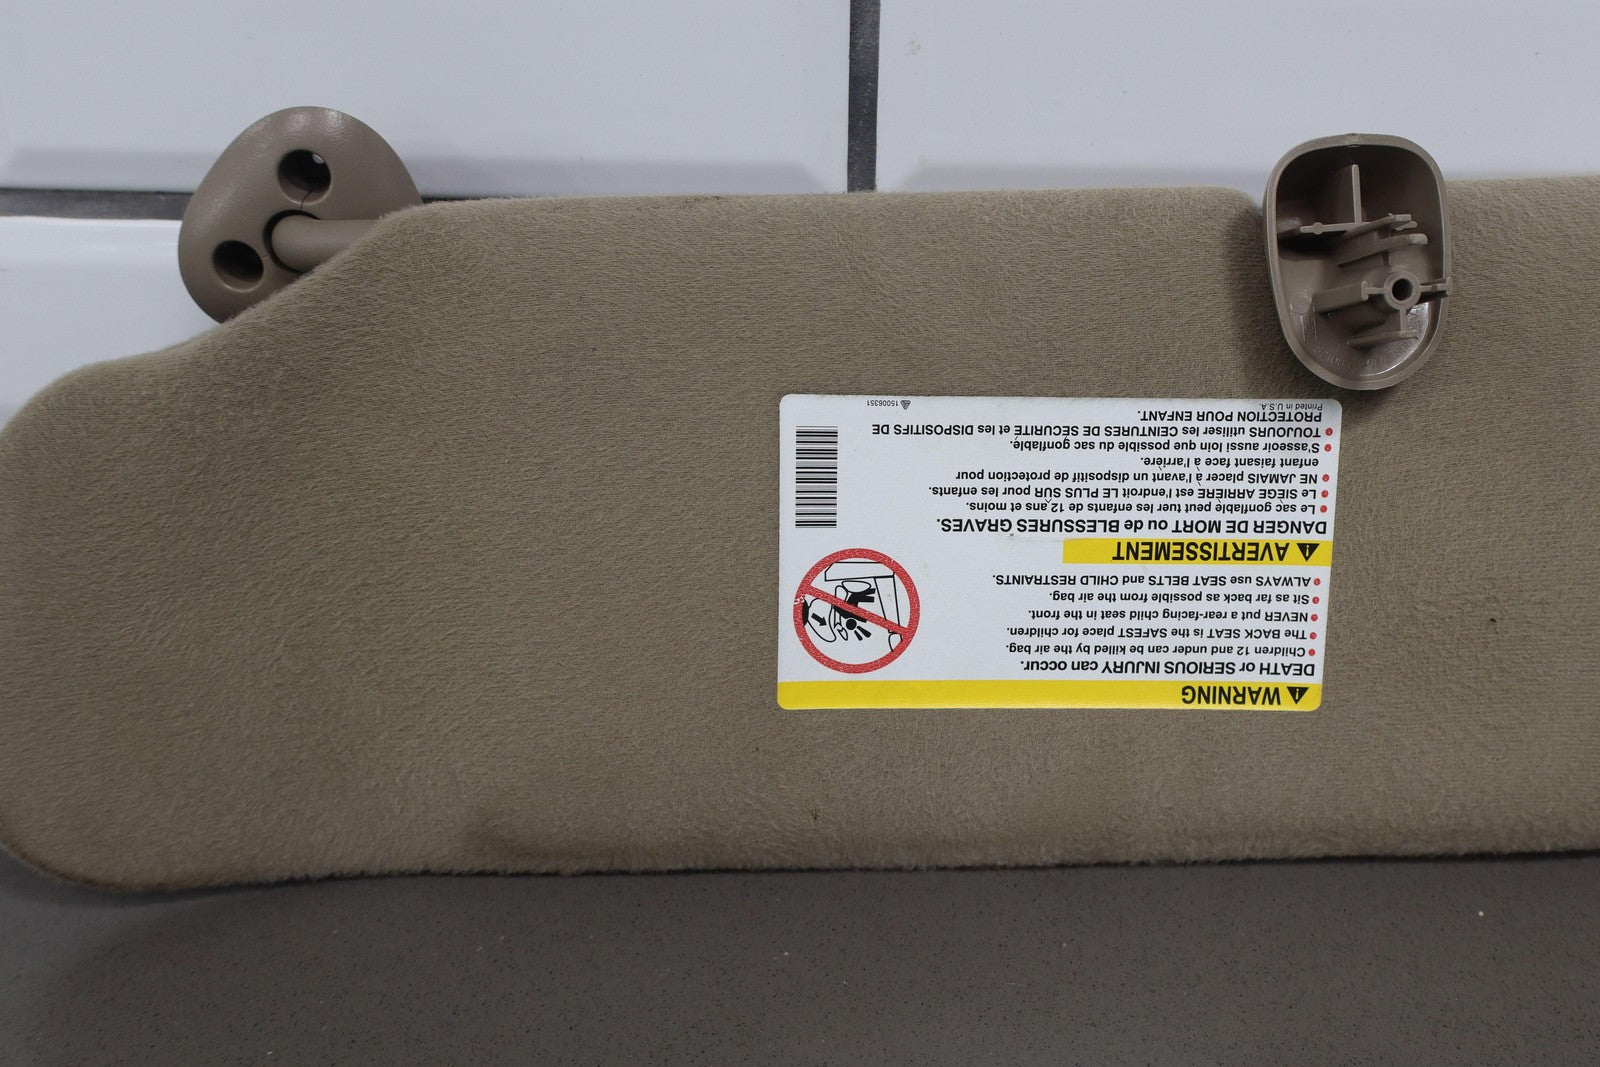 WARNING
DEATH or SERIOUS INJURY can occur.
Children 12 and under can be killed by the air bag.
The BACK SEAT is the SAFEST place for children.
NEVER put a rear-facing child seat in the front.
Sit as far back as possible from the air bag.
ALWAYS use SEAT BELTS and CHILD RESTRAINTS.
AVERTISSEMENT
DANGER DE MORT ou de BLESSURES GRAVES.
Le sac gonflable peut tuer les enfants de 12 ans et moins.
Le SIÈGE ARRIÈRE est l'endroit LE PLUS SÛR pour les enfants.
NE JAMAIS placer à l'avant un dispositif de protection pour
enfant faisant face à l'arrière.
S'asseoir aussi loin que possible du sac gonflable.
TOUJOURS utiliser les CEINTURES DE SÉCURITÉ et les DISPOSITIFS DE
PROTECTION POUR ENFANT.
Printed in U.S.A.
15006351